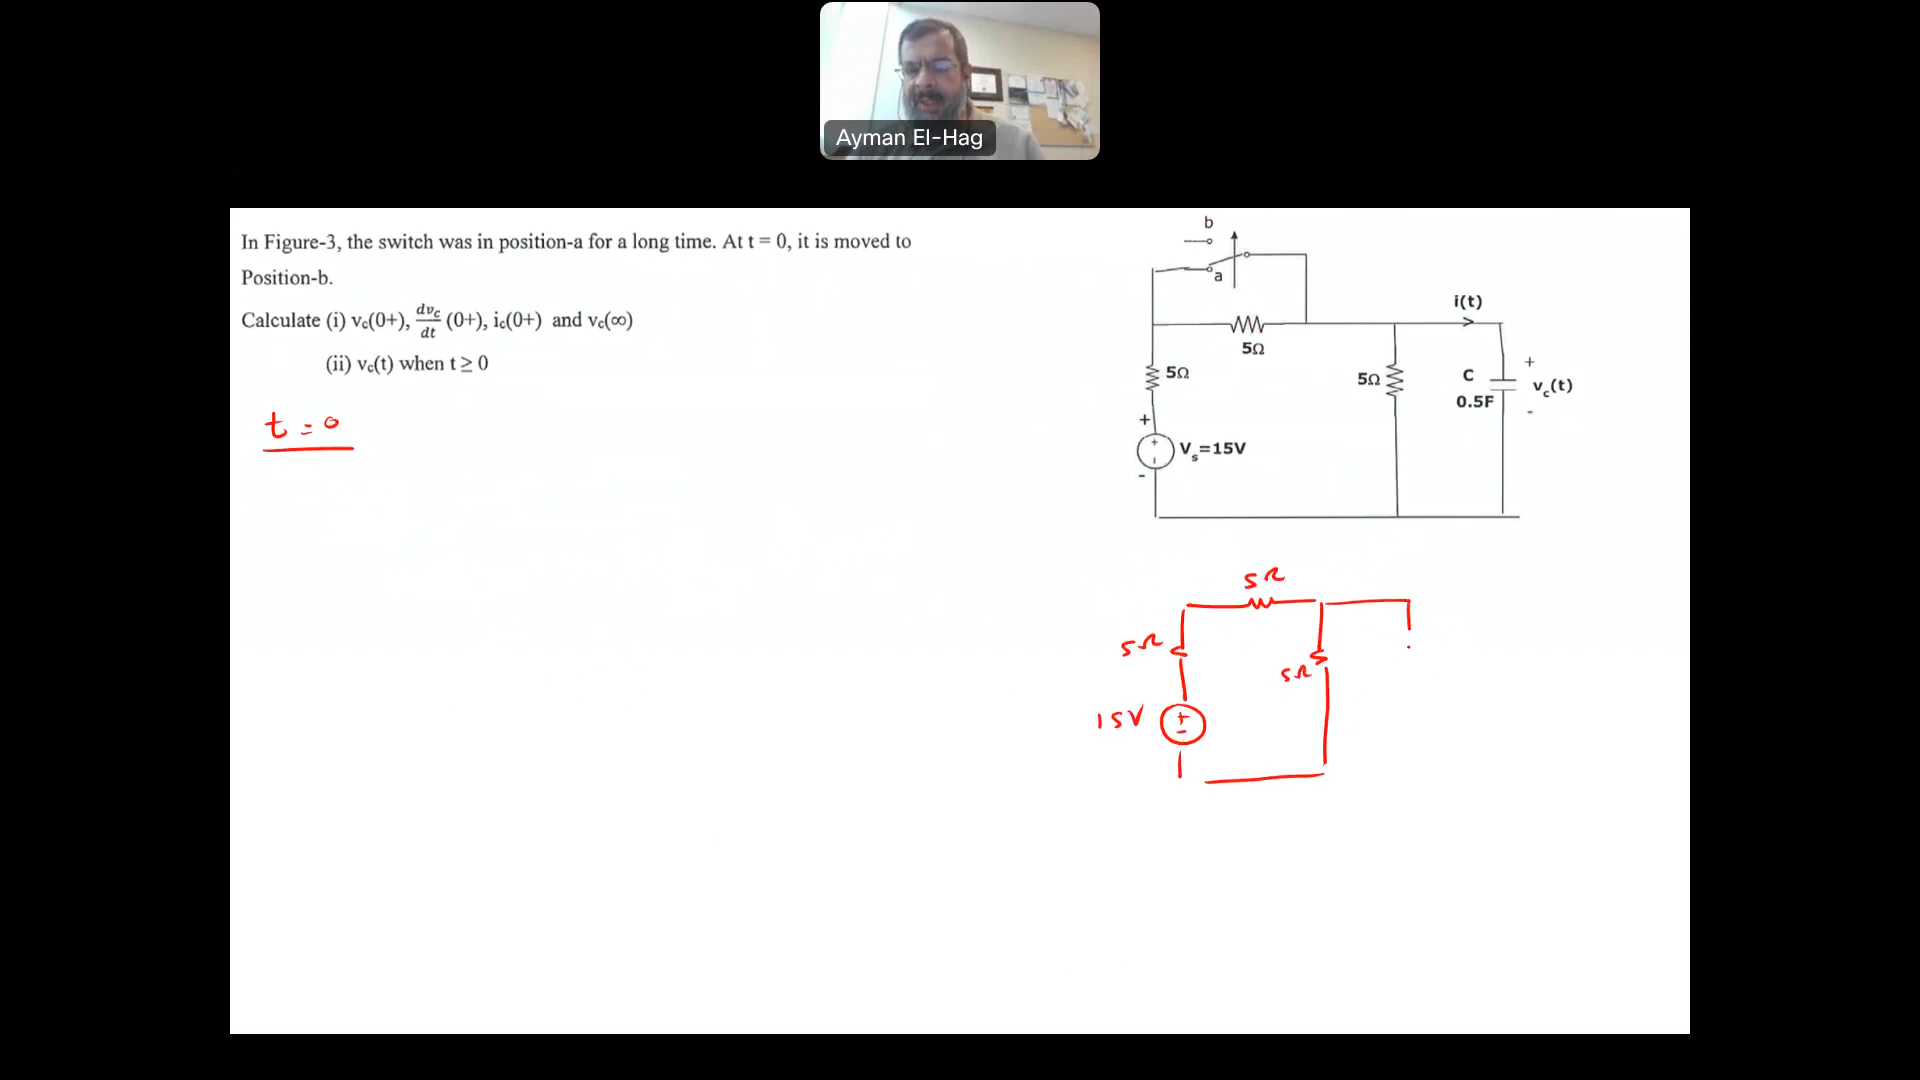 Ayman El-Hag
In Figure-3, the switch was in position-a for a long time. At t = 0, it is moved to
Position-b.
Calculate (i) vc(0+), dvc/dt (0+), ic(0+) and vc(∞)
(ii) vc(t) when t ≥ 0
t = 0
b
a
i(t)
5Ω
5Ω
5Ω
C
0.5F
+
vc(t)
-
+
+
-
Vs=15V
-
5Ω
5Ω
5Ω
15V
+
-